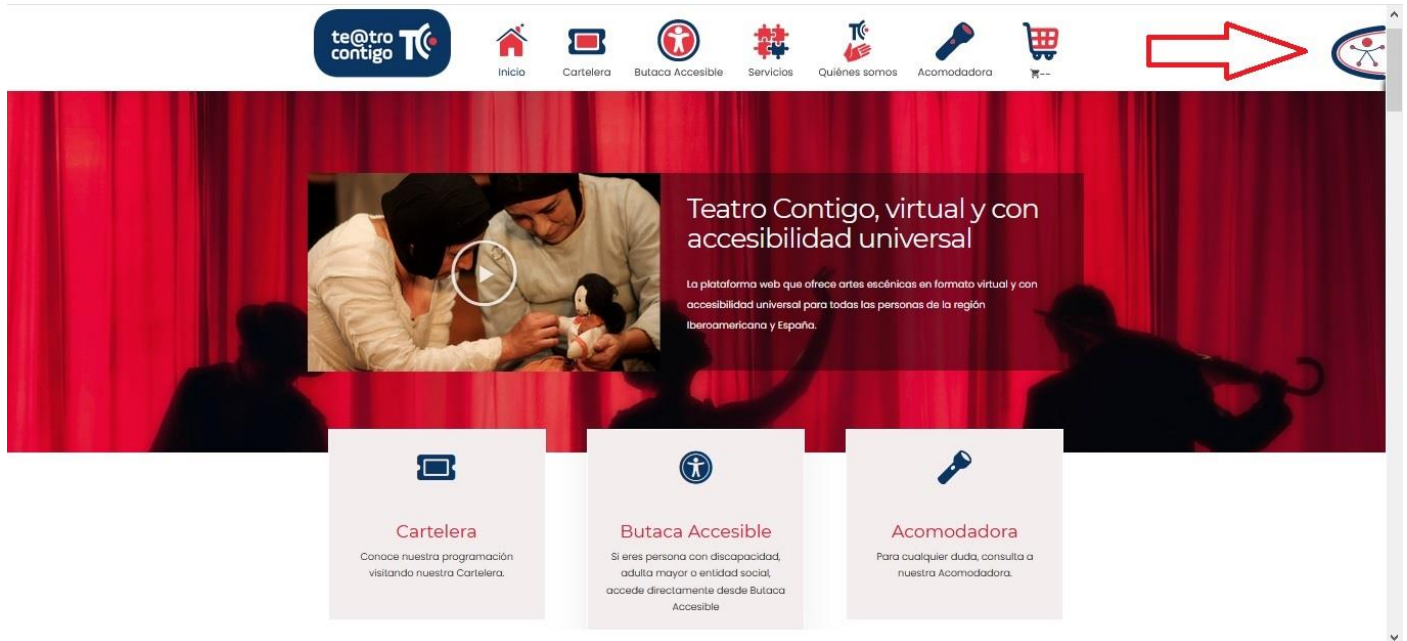 te@tro
contigo TC
Inicio
Cartelera
Butaca Accesible
Servicios
TC
Quiénes somos
Acomodadora
--
Teatro Contigo, virtual y con
accesibilidad universal
La plataforma web que ofrece artes escénicas en formato virtual y con
accesibilidad universal para todas las personas de la región
Iberoamericana y España.
Cartelera
Conoce nuestra programación
visitando nuestra Cartelera.
Butaca Accesible
Si eres persona con discapacidad,
adulta mayor o entidad social,
accede directamente desde Butaca
Accesible
Acomodadora
Para cualquier duda, consulta a
nuestra Acomodadora.